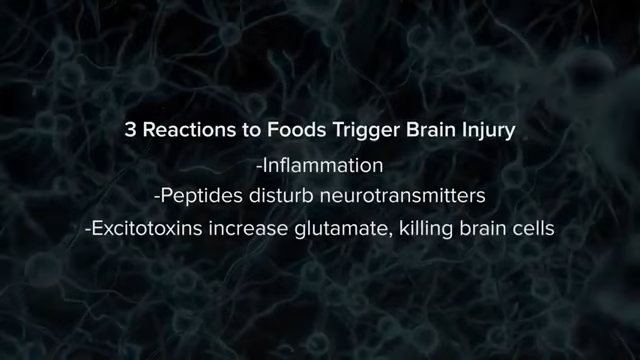 3 Reactions to Foods Trigger Brain Injury
-Inflammation
-Peptides disturb neurotransmitters
-Excitotoxins increase glutamate, killing brain cells